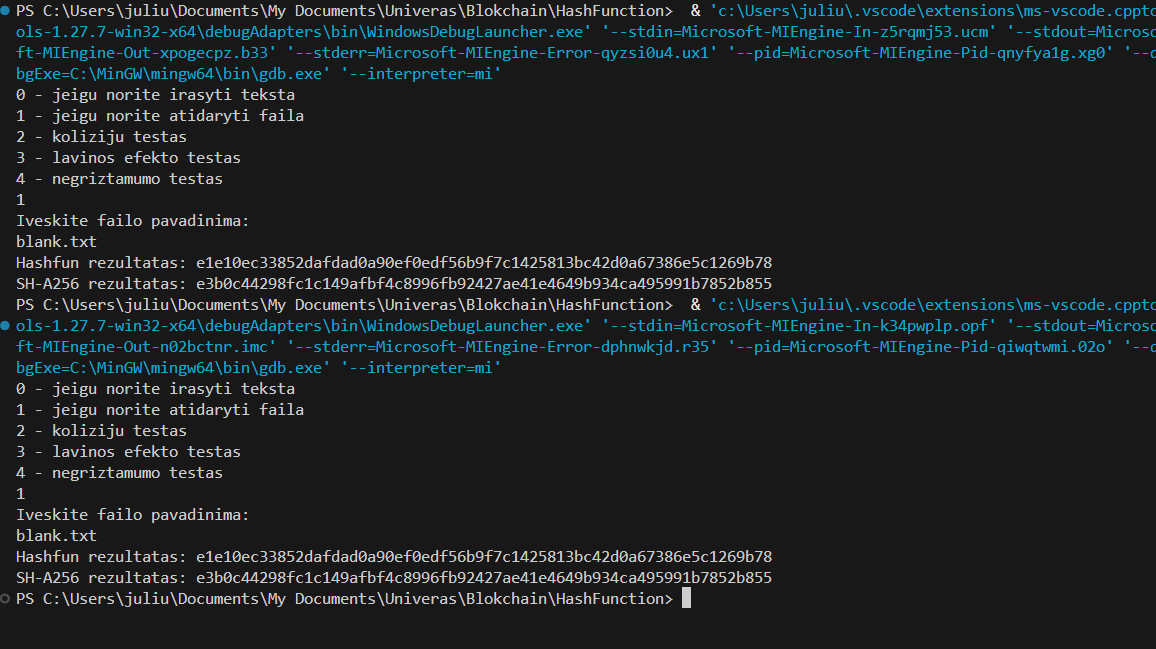 PS C:\Users\juliu\Documents\My Documents\Univeras\Blokchain\HashFunction>  & 'c:\Users\juliu\.vscode\extensions\ms-vscode.cpptc
ols-1.27.7-win32-x64\debugAdapters\bin\WindowsDebugLauncher.exe' '--stdin=Microsoft-MIEngine-In-z5rqmj53.ucm' '--stdout=Microso
ft-MIEngine-Out-xpogecpz.b33' '--stderr=Microsoft-MIEngine-Error-qyzsi0u4.ux1' '--pid=Microsoft-MIEngine-Pid-qnyfya1g.xg0' '--d
bgExe=C:\MinGW\mingw64\bin\gdb.exe' '--interpreter=mi'
0 - jeigu norite irasyti teksta
1 - jeigu norite atidaryti faila
2 - koliziju testas
3 - lavinos efekto testas
4 - negriztamumo testas
1
Iveskite failo pavadinima:
blank.txt
Hashfun rezultatas: e1e10ec33852dafdad0a90ef0edf56b9f7c1425813bc42d0a67386e5c1269b78
SH-A256 rezultatas: e3b0c44298fc1c149afbf4c8996fb92427ae41e4649b934ca495991b7852b855
PS C:\Users\juliu\Documents\My Documents\Univeras\Blokchain\HashFunction>  & 'c:\Users\juliu\.vscode\extensions\ms-vscode.cpptc
ols-1.27.7-win32-x64\debugAdapters\bin\WindowsDebugLauncher.exe' '--stdin=Microsoft-MIEngine-In-k34pwplp.opf' '--stdout=Microso
ft-MIEngine-Out-n02bctnr.imc' '--stderr=Microsoft-MIEngine-Error-dphnwkjd.r35' '--pid=Microsoft-MIEngine-Pid-qiwqtwmi.02o' '--d
bgExe=C:\MinGW\mingw64\bin\gdb.exe' '--interpreter=mi'
0 - jeigu norite irasyti teksta
1 - jeigu norite atidaryti faila
2 - koliziju testas
3 - lavinos efekto testas
4 - negriztamumo testas
1
Iveskite failo pavadinima:
blank.txt
Hashfun rezultatas: e1e10ec33852dafdad0a90ef0edf56b9f7c1425813bc42d0a67386e5c1269b78
SH-A256 rezultatas: e3b0c44298fc1c149afbf4c8996fb92427ae41e4649b934ca495991b7852b855
PS C:\Users\juliu\Documents\My Documents\Univeras\Blokchain\HashFunction>